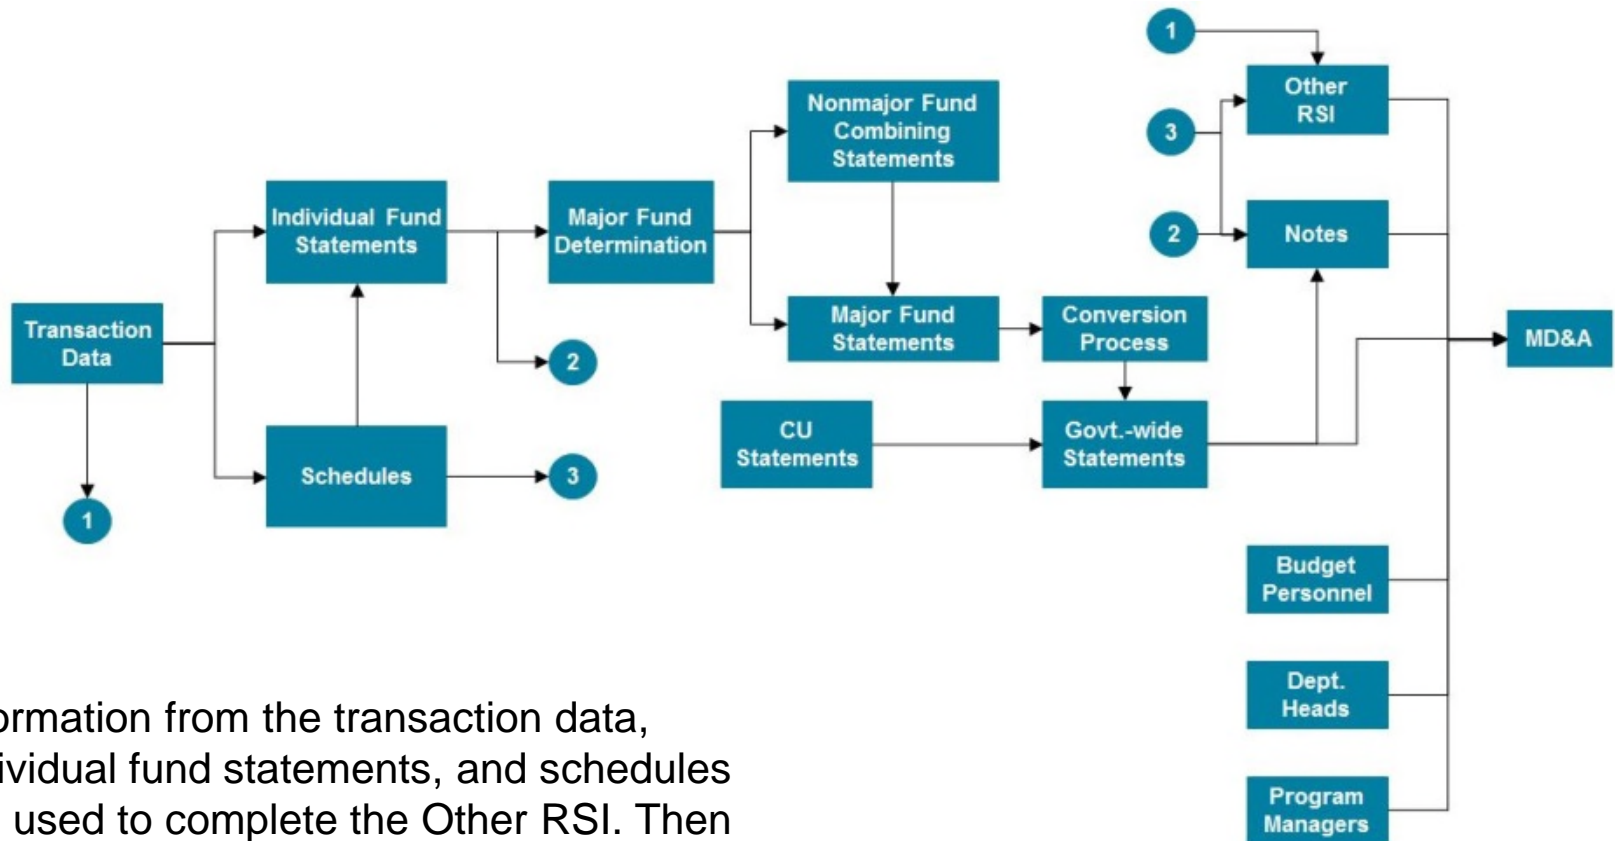 1
Other
RSI
Nonmajor Fund
Combining
Statements
3
Individual Fund
Statements
Major Fund
Determination
2
Notes
Transaction
Data
Major Fund
Statements
Conversion
Process
MD&A
2
CU
Statements
Govt.-wide
Statements
Schedules
3
1
Budget
Personnel
Dept.
Heads
Program
Managers
from the transaction data,
fund statements, and schedules
used to complete the Other RSI. Then